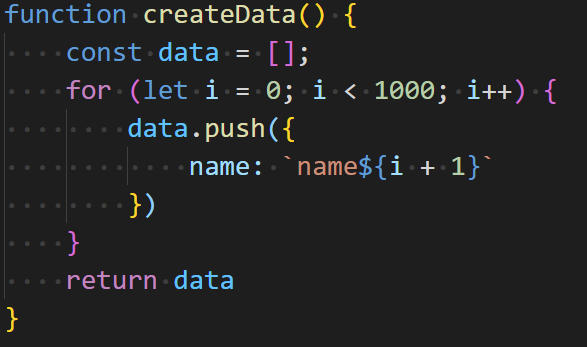 function createData() {
    const data = [];
    for (let i = 0; i < 1000; i++) {
        data.push({
            name: `name${i + 1}`
        })
    }
    return data
}